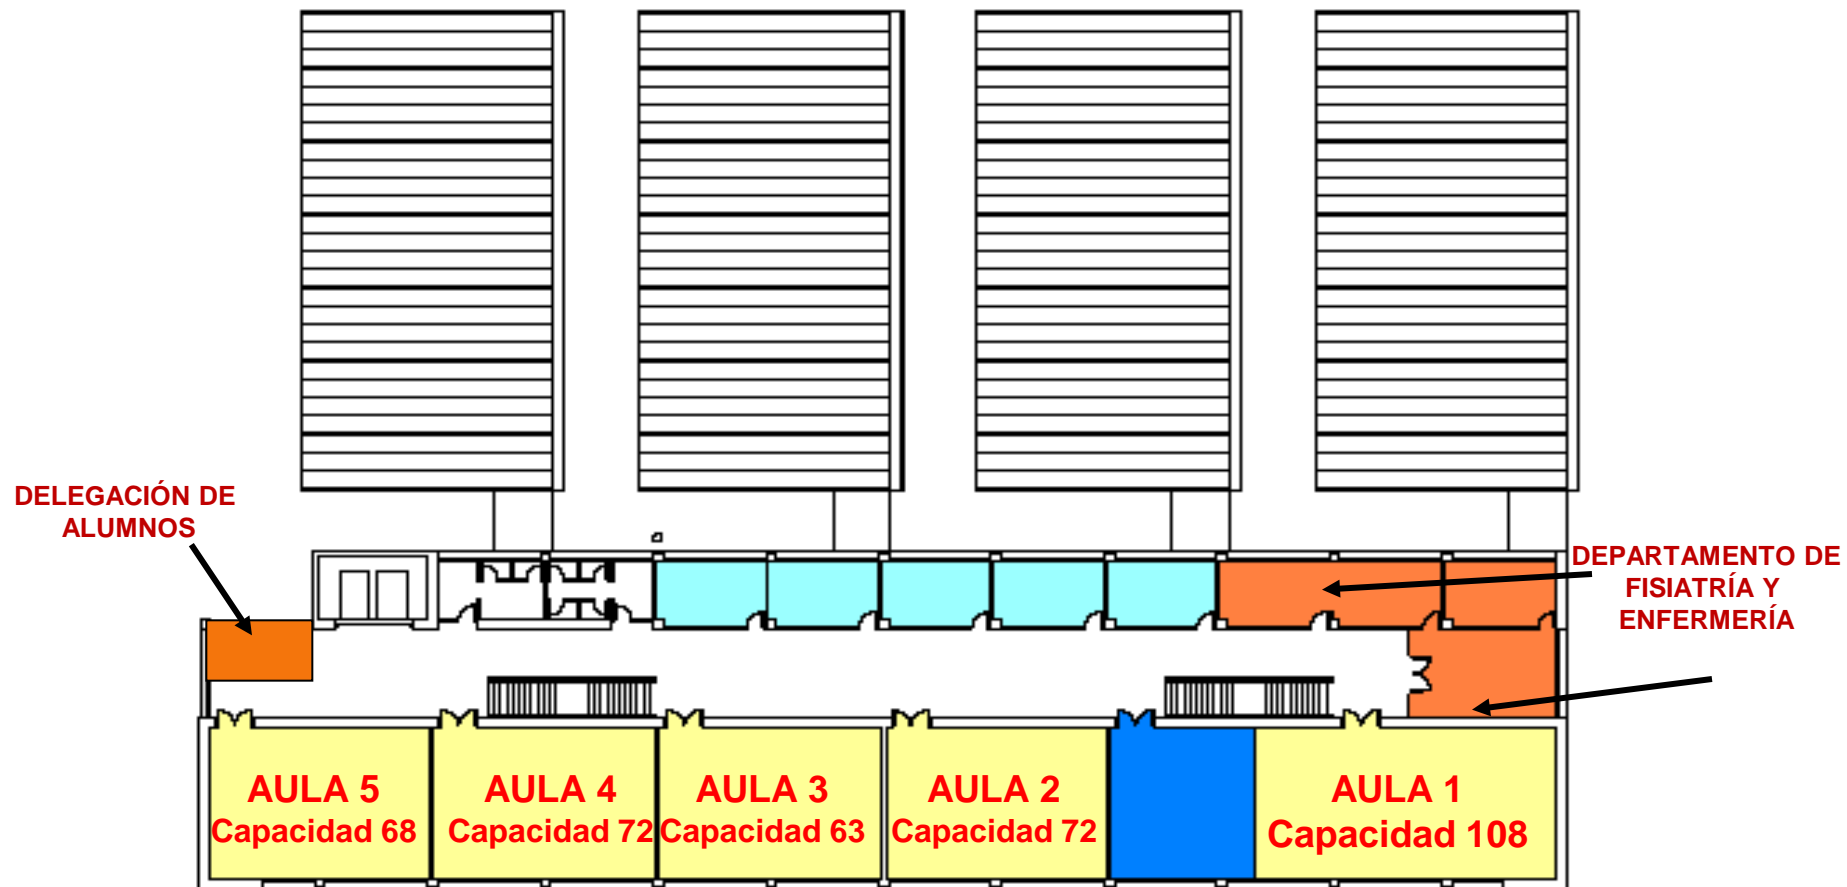 DELEGACIÓN DE
ALUMNOS
DEPARTAMENTO DE
FISIATRÍA Y
ENFERMERÍA
AULA 5
Capacidad 68
AULA 4
Capacidad 72
AULA 3
Capacidad 63
AULA 2
Capacidad 72
AULA 1
Capacidad 108